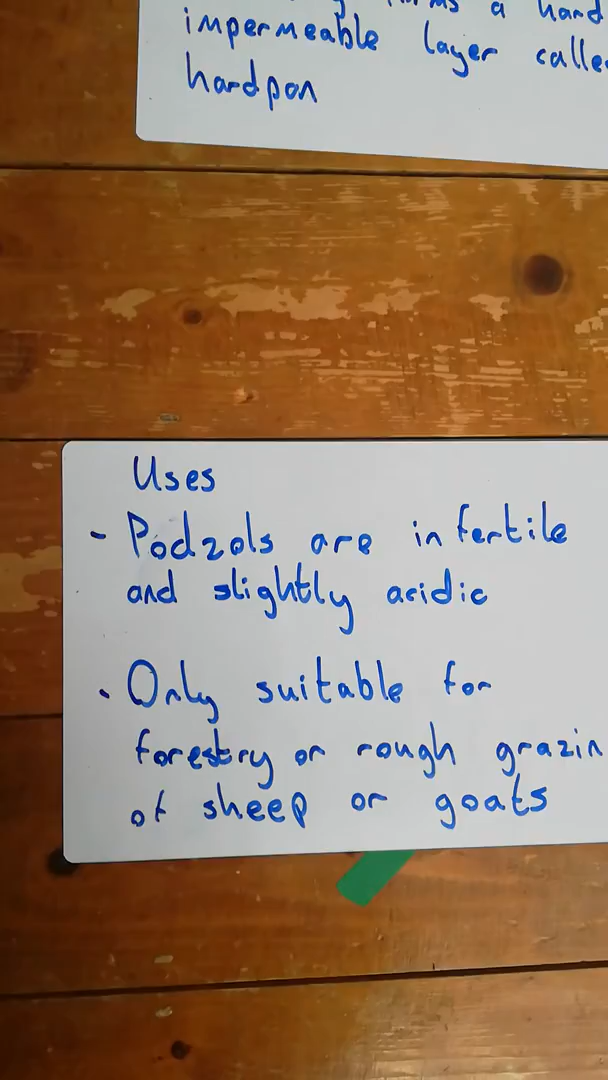 a hard
impermeable layer calle
hardpan
Uses
- Podzols are infertile
and slightly acidic
- Only suitable for
forestry or rough grazin
of sheep or goats